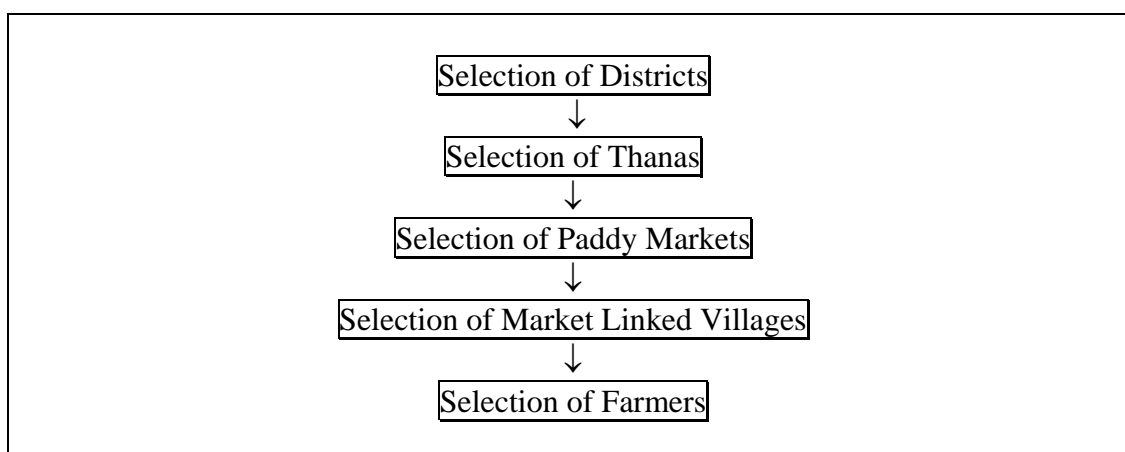 Selection of Districts
↓
Selection of Thanas
↓
Selection of Paddy Markets
↓
Selection of Market Linked Villages
↓
Selection of Farmers